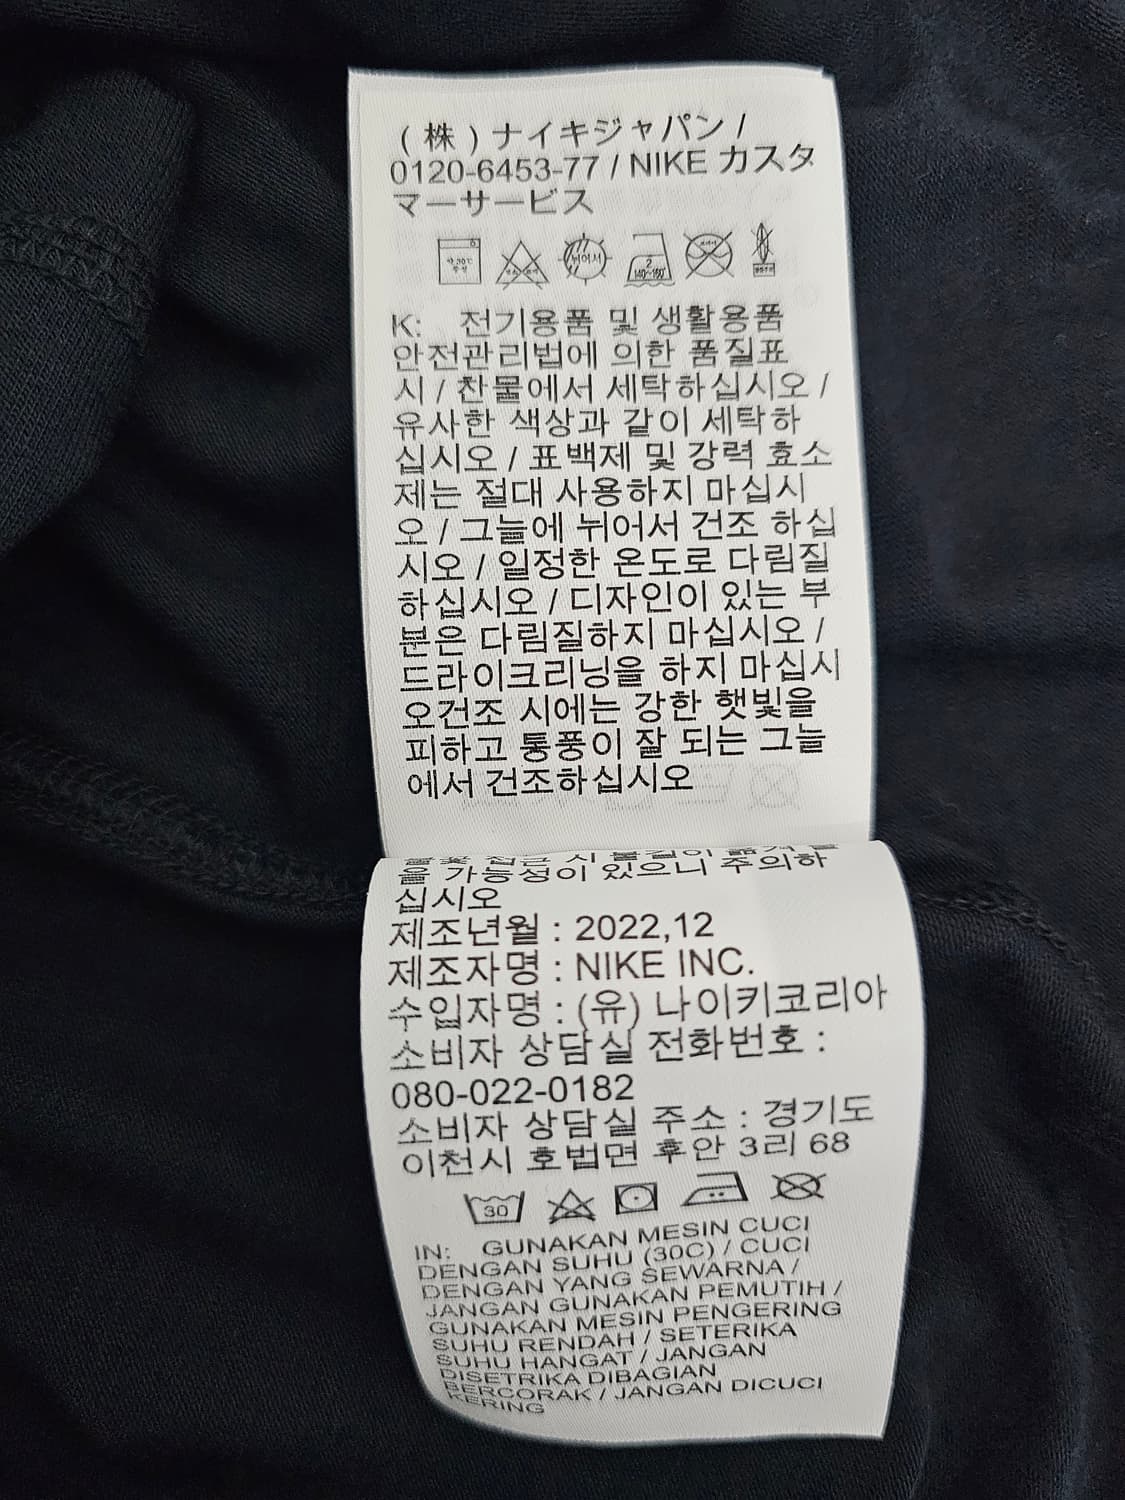 (株)ナイキジャパン /
0120-6453-77 / NIKE カスタ
マーサービス
뉘어서
2
140~160℃
K: 전기용품 및 생활용품
안전관리법에 의한 품질표
시 / 찬물에서 세탁하십시오 /
유사한 색상과 같이 세탁하
십시오 / 표백제 및 강력 효소
제는 절대 사용하지 마십시
오 / 그늘에 뉘어서 건조 하십
시오 / 일정한 온도로 다림질
하십시오 / 디자인이 있는 부
분은 다림질하지 마십시오 /
드라이크리닝을 하지 마십시
오건조 시에는 강한 햇빛을
피하고 통풍이 잘 되는 그늘
에서 건조하십시오
을 가능성이 있으니 주의하
십시오
제조년월 : 2022,12
제조자명 : NIKE INC.
수입자명 : (유) 나이키코리아
소비자 상담실 전화번호 :
080-022-0182
소비자 상담실 주소 : 경기도
이천시 호법면 후안 3리 68
30
IN: GUNAKAN MESIN CUCI
DENGAN SUHU (30C) / CUCI
DENGAN YANG SEWARNA /
JANGAN GUNAKAN PEMUTIH /
GUNAKAN MESIN PENGERING
SUHU RENDAH / SETERIKA
SUHU HANGAT / JANGAN
DISETRIKA DIBAGIAN
BERCORAK / JANGAN DICUCI
KERING